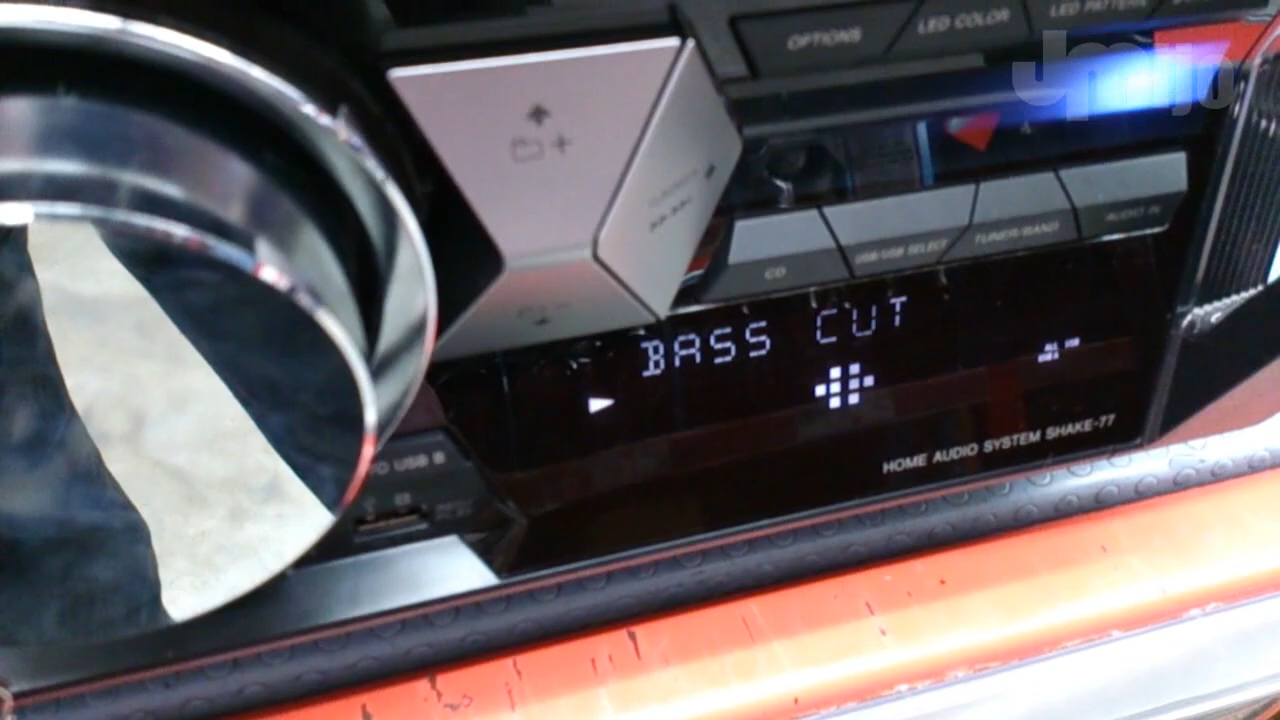 OPTIONS
LED COLOR
LED PATTERN
CD
USB/USB SELECT
TUNER/BAND
AUDIO IN
BASS CUT
HOME AUDIO SYSTEM SHAKE-77
USB B